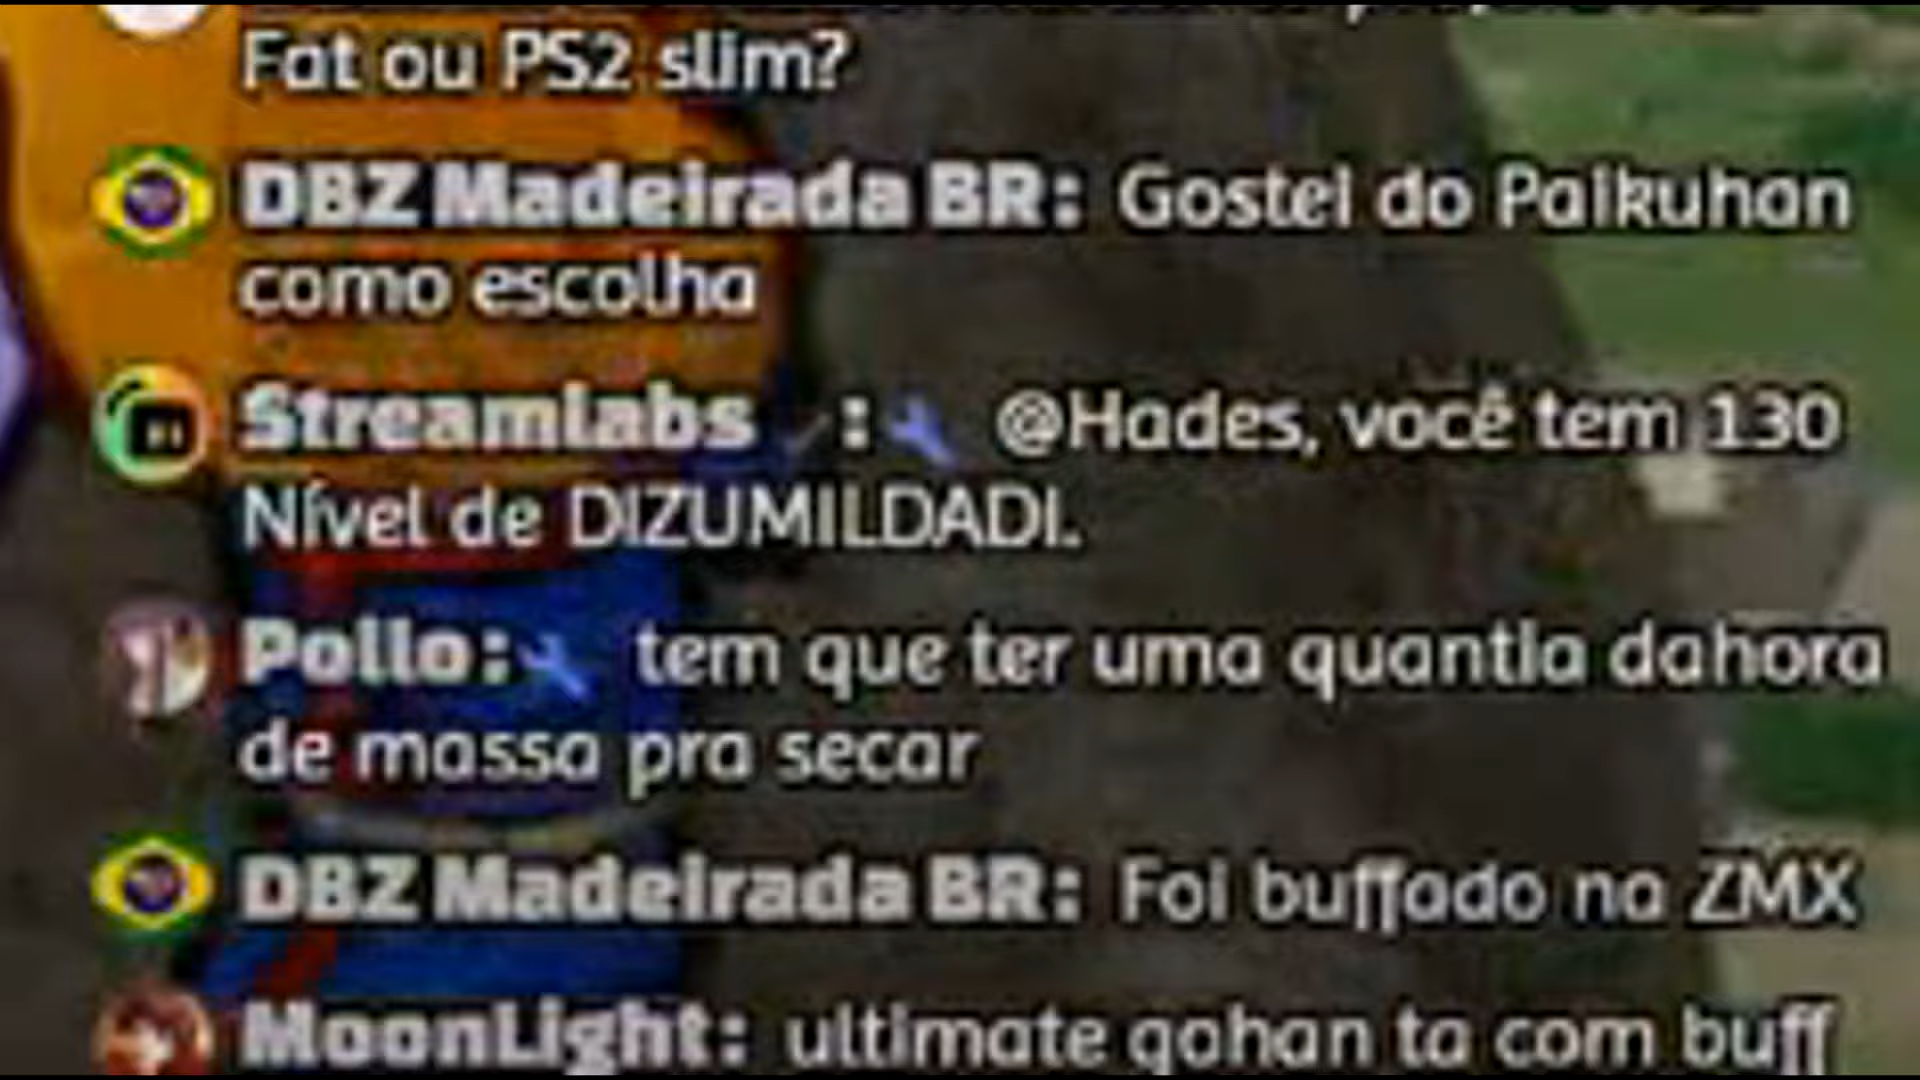 Fat ou PS2 slim?
DBZ Madeirada BR: Gostei do Paikuhan
como escolha
Streamlabs : @Hades, você tem 130
Nível de DIZUMILDADI.
Pollo: tem que ter uma quantia dahora
de massa pra secar
DBZ Madeirada BR: Foi buffado na ZMX
MoonLight: ultimate gohan ta com buff